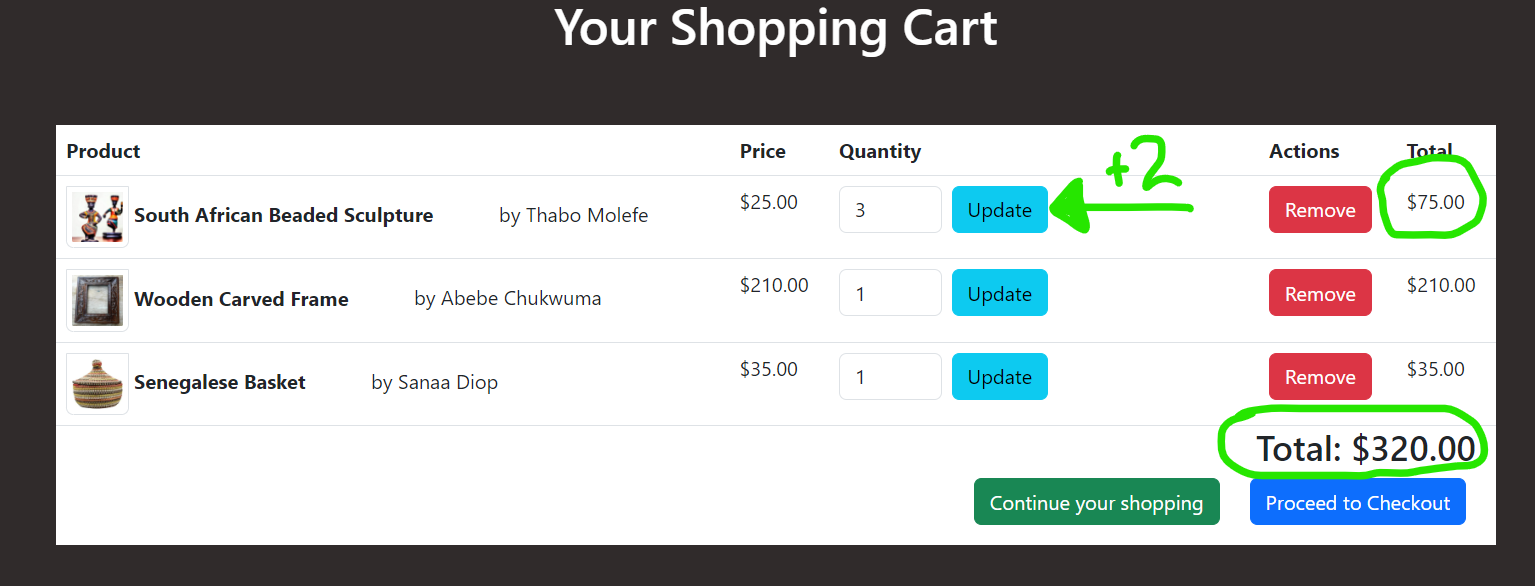 Your Shopping Cart
Product Price Quantity Actions Total
+2
South African Beaded Sculpture by Thabo Molefe $25.00 3 Update Remove $75.00
Wooden Carved Frame by Abebe Chukwuma $210.00 1 Update Remove $210.00
Senegalese Basket by Sanaa Diop $35.00 1 Update Remove $35.00
Total: $320.00
Continue your shopping Proceed to Checkout